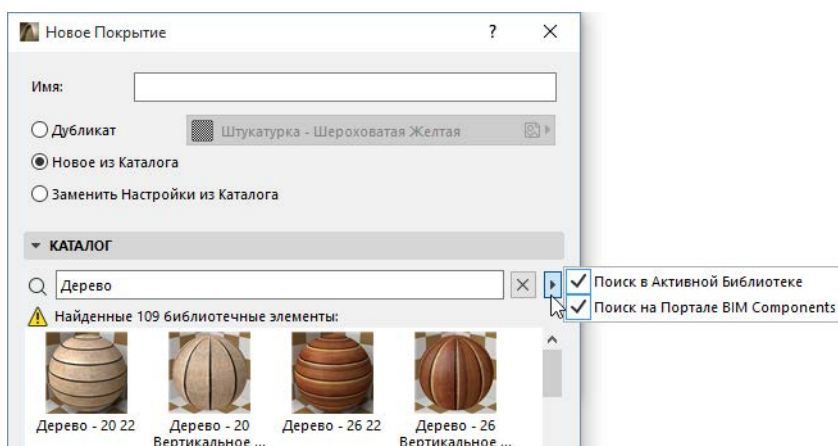 Новое Покрытие ?
Имя:
Дубликат Штукатурка - Шероховатая Желтая
Новое из Каталога
Заменить Настройки из Каталога
КАТАЛОГ
Дерево
Поиск в Активной Библиотеке
Поиск на Портале BIM Components
Найденные 109 библиотечные элементы:
Дерево - 20 22 Дерево - 20 Дерево - 26 22 Дерево - 26
Вертикальное ... Вертикальное ...